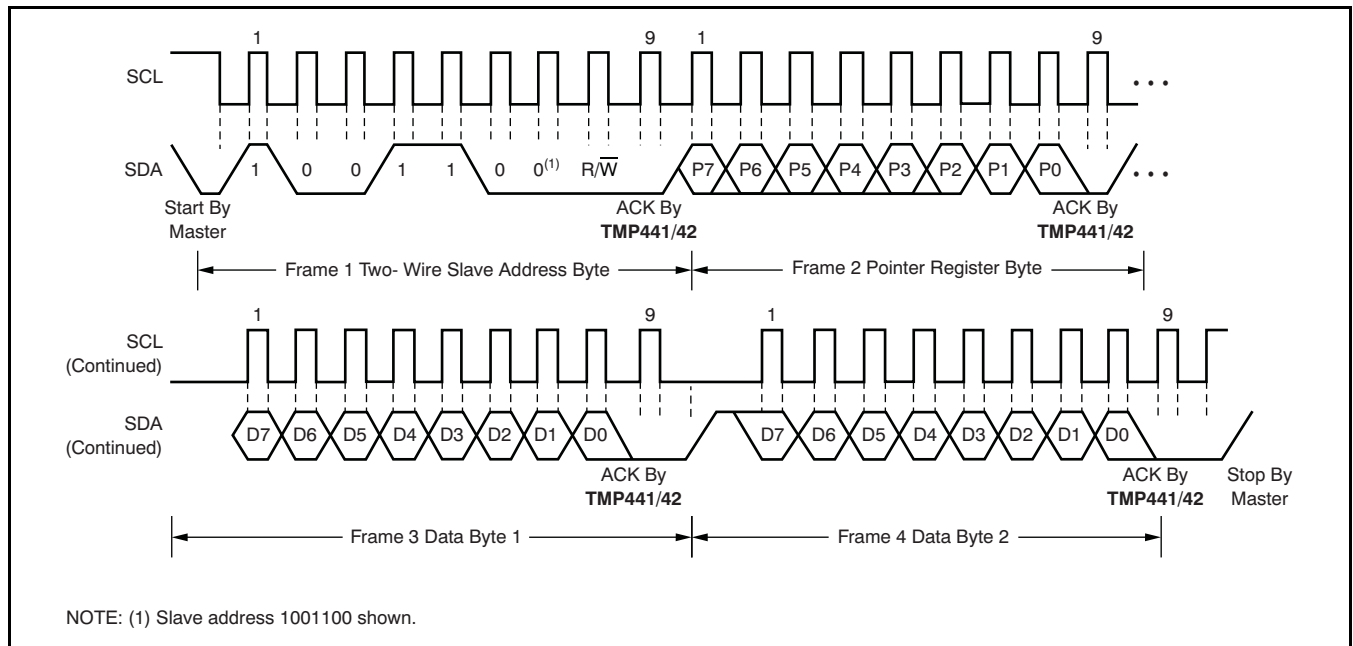 1 9 1 9
SCL
. . .
SDA 1 0 0 1 1 0 0(1) R/W̅ P7 P6 P5 P4 P3 P2 P1 P0 . . .
Start By Master
ACK By TMP441/42
ACK By TMP441/42
Frame 1 Two- Wire Slave Address Byte
Frame 2 Pointer Register Byte
1 9 1 9
SCL
(Continued)
SDA
(Continued)
D7 D6 D5 D4 D3 D2 D1 D0 D7 D6 D5 D4 D3 D2 D1 D0
ACK By TMP441/42
ACK By TMP441/42
Stop By Master
Frame 3 Data Byte 1
Frame 4 Data Byte 2
NOTE: (1) Slave address 1001100 shown.